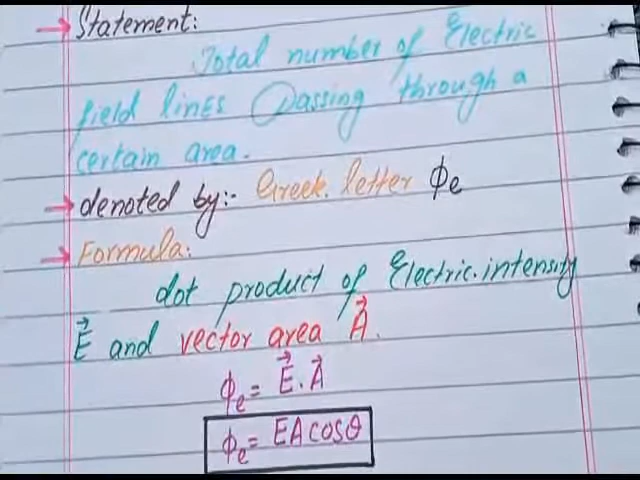 → Statement:
Total number of Electric
field lines Passing through a
certain area.
→ denoted by:- Greek. letter ϕe
→ Formula:
dot product of Electric.intensity
E⃗ and vector area A⃗.
ϕe = E⃗ . A⃗
ϕe = EA cosθ